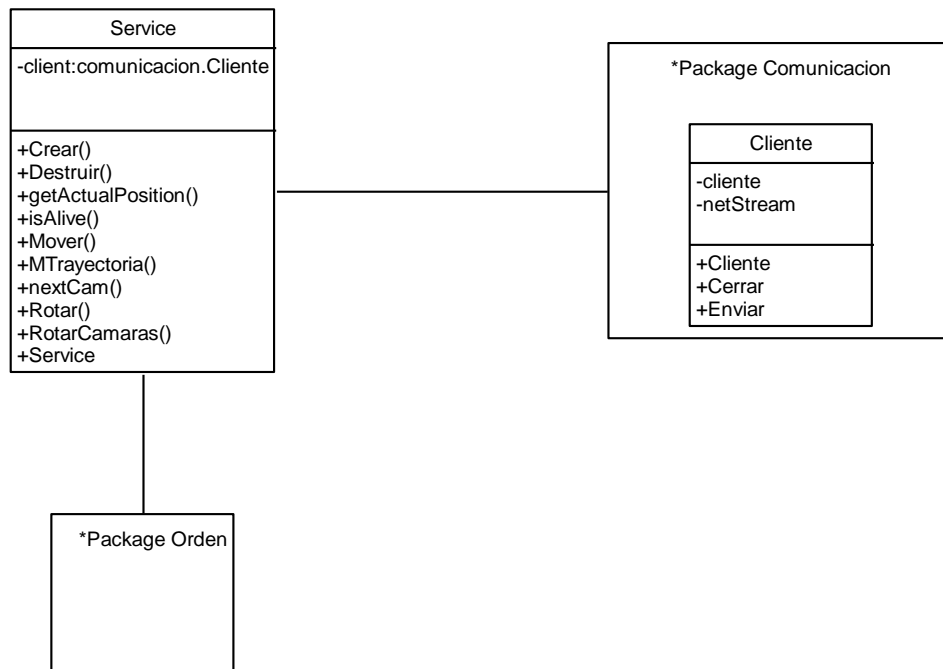 Service
-client:comunicacion.Cliente
+Crear()
+Destruir()
+getActualPosition()
+isAlive()
+Mover()
+MTrayectoria()
+nextCam()
+Rotar()
+RotarCamaras()
+Service
*Package Comunicacion
Cliente
-cliente
-netStream
+Cliente
+Cerrar
+Enviar
*Package Orden